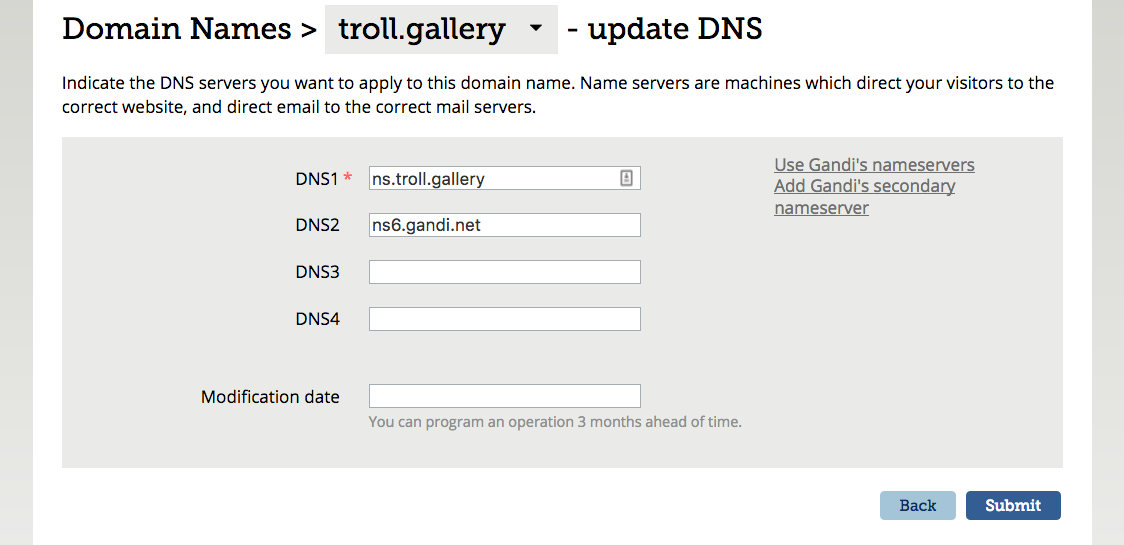 Domain Names > troll.gallery - update DNS
Indicate the DNS servers you want to apply to this domain name. Name servers are machines which direct your visitors to the
correct website, and direct email to the correct mail servers.
DNS1 * ns.troll.gallery
Use Gandi's nameservers
Add Gandi's secondary
nameserver
DNS2 ns6.gandi.net
DNS3
DNS4
Modification date
You can program an operation 3 months ahead of time.
Back Submit